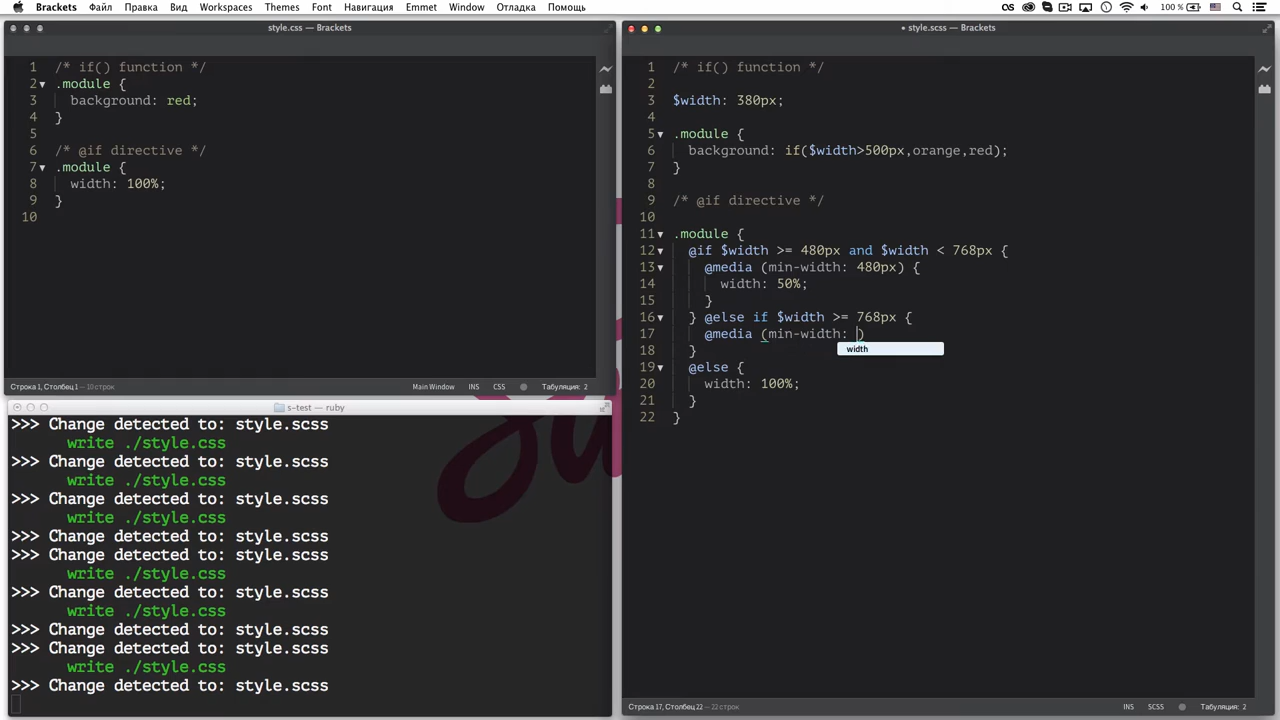 Brackets Файл Правка Вид Workspaces Themes Font Навигация Emmet Window Отладка Помощь 100 %
style.css — Brackets
1 /* if() function */
2 .module {
3 background: red;
4 }
5
6 /* @if directive */
7 .module {
8 width: 100%;
9 }
10
Строка 1, Столбец 1 — 10 строк Main Window INS CSS Табуляция: 2
s-test — ruby
>>> Change detected to: style.scss
write ./style.css
>>> Change detected to: style.scss
write ./style.css
>>> Change detected to: style.scss
write ./style.css
>>> Change detected to: style.scss
>>> Change detected to: style.scss
write ./style.css
>>> Change detected to: style.scss
write ./style.css
>>> Change detected to: style.scss
>>> Change detected to: style.scss
write ./style.css
>>> Change detected to: style.scss
• style.scss — Brackets
1 /* if() function */
2
3 $width: 380px;
4
5 .module {
6 background: if($width>500px,orange,red);
7 }
8
9 /* @if directive */
10
11 .module {
12 @if $width >= 480px and $width < 768px {
13 @media (min-width: 480px) {
14 width: 50%;
15 }
16 } @else if $width >= 768px {
17 @media (min-width: )
width
18 }
19 @else {
20 width: 100%;
21 }
22 }
Строка 17, Столбец 22 — 22 строк INS SCSS Табуляция: 2